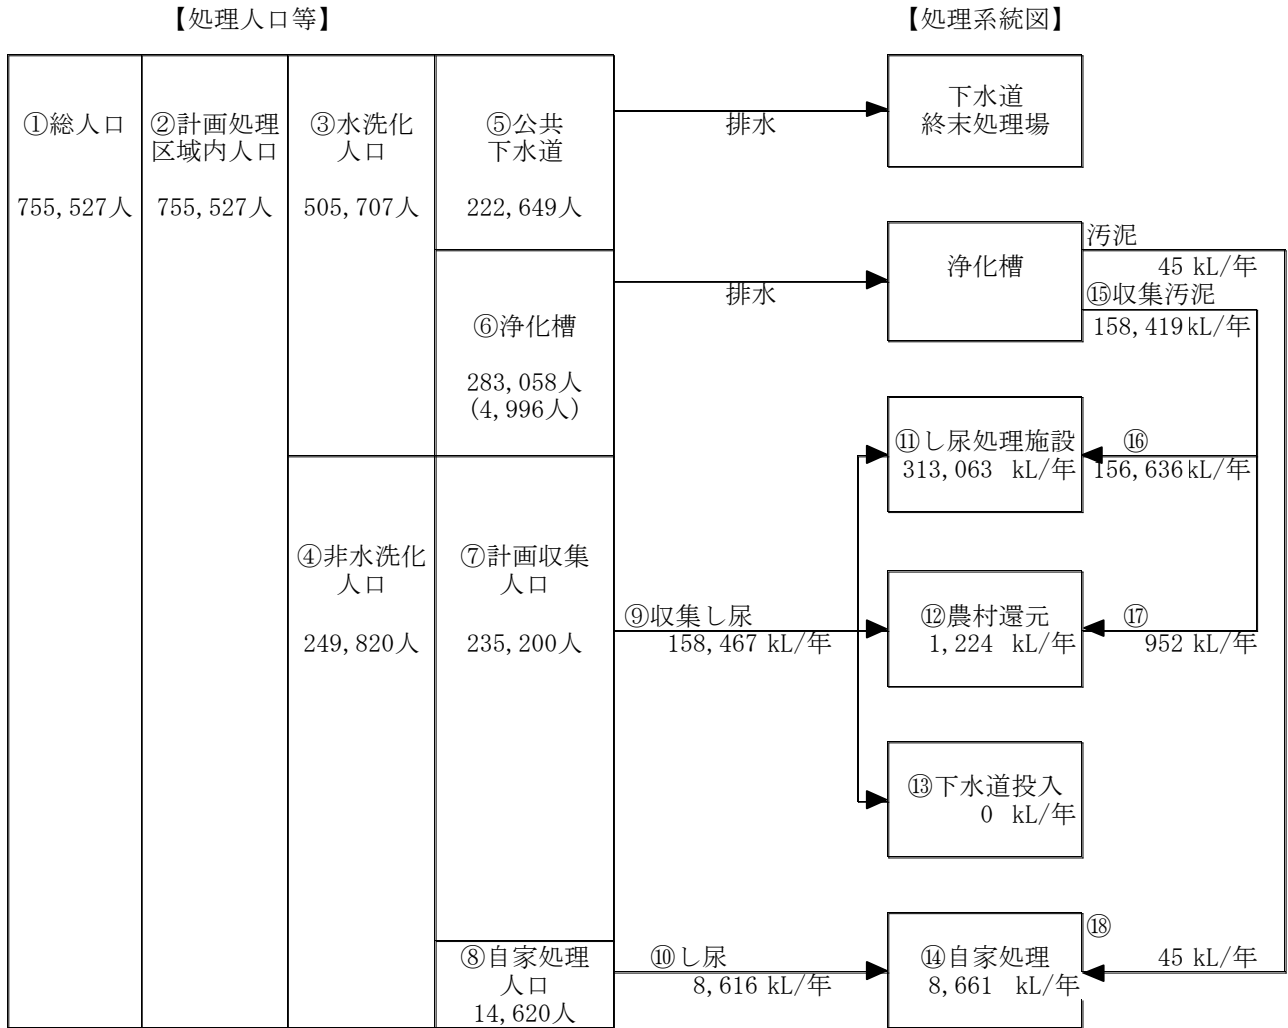 【処理人口等】
【処理系統図】
①総人口
755,527人
②計画処理
区域内人口
755,527人
③水洗化
人口
505,707人
⑤公共
下水道
222,649人
⑥浄化槽
283,058人
(4,996人)
④非水洗化
人口
249,820人
⑦計画収集
人口
235,200人
⑧自家処理
人口
14,620人
排水
下水道
終末処理場
排水
浄化槽
汚泥
45 kL/年
⑮収集汚泥
158,419kL/年
⑪し尿処理施設
313,063 kL/年
⑯
156,636kL/年
⑨収集し尿
158,467 kL/年
⑫農村還元
1,224 kL/年
⑰
952 kL/年
⑬下水道投入
0 kL/年
⑩し尿
8,616 kL/年
⑭自家処理
8,661 kL/年
⑱
45 kL/年